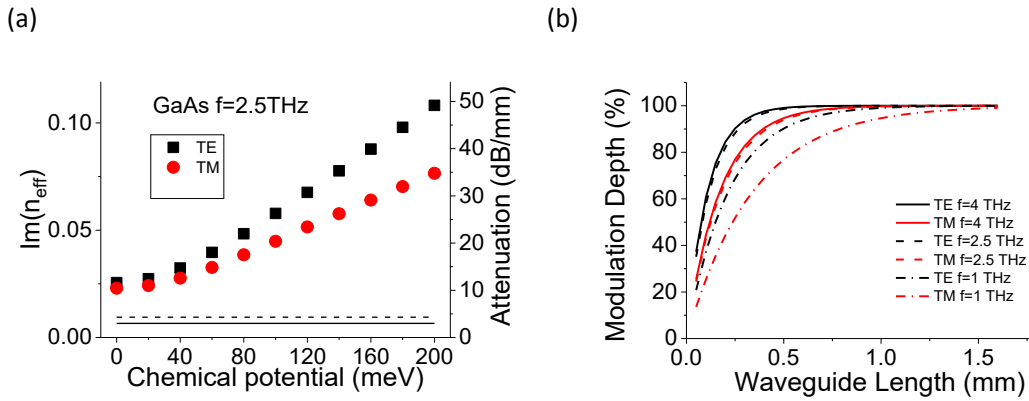 (a)
GaAs f=2.5THz
TE
TM
0.10
0.05
0.00
Im(n_eff)
50
40
30
20
10
0
Attenuation (dB/mm)
0 40 80 120 160 200
Chemical potential (meV)
(b)
100
80
60
40
20
0
Modulation Depth (%)
TE f=4 THz
TM f=4 THz
TE f=2.5 THz
TM f=2.5 THz
TE f=1 THz
TM f=1 THz
0.0 0.5 1.0 1.5
Waveguide Length (mm)